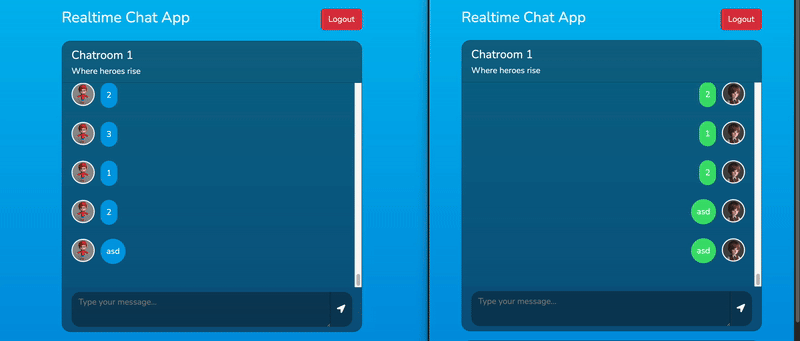 Realtime Chat App
Logout
Chatroom 1
Where heroes rise
2
3
1
2
asd
Type your message...
Realtime Chat App
Logout
Chatroom 1
Where heroes rise
2
1
2
asd
asd
Type your message...